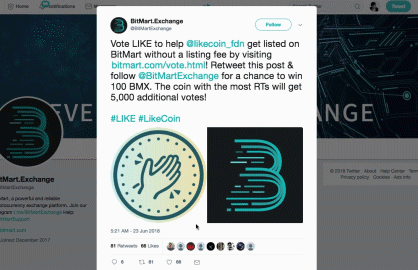 Home
Notifications
Tweet
BitMart.Exchange
@BitMartExchange
Follow
Vote LIKE to help @likecoin_fdn get listed on
BitMart without a listing fee by visiting
bitmart.com/vote.html! Retweet this post &
follow @BitMartExchange for a chance to win
100 BMX. The coin with the most RTs will get
5,000 additional votes!
#LIKE #LikeCoin
5:21 AM - 23 Jun 2018
81 Retweets 66 Likes
6 81 66
tMart.Exchange
tMartExchange
© 2018 Twitter About Help Center
Privacy policy Cookies Ads info